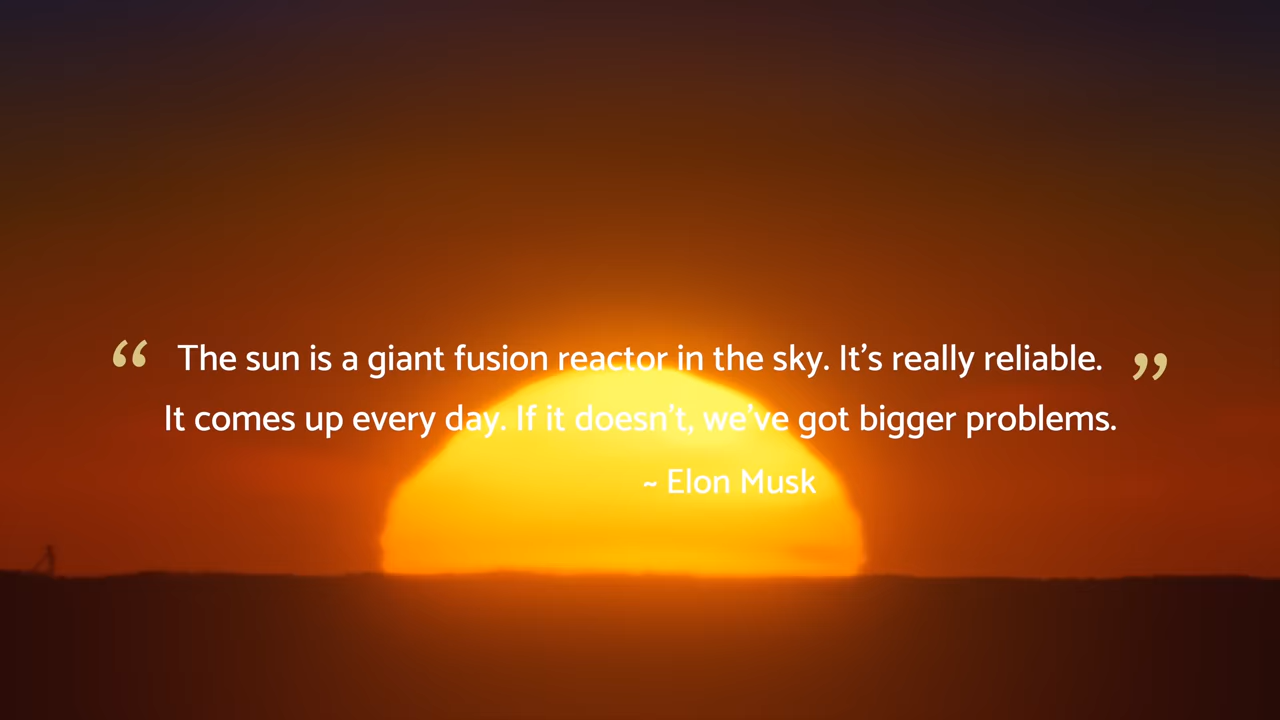 “ The sun is a giant fusion reactor in the sky. It’s really reliable. ”
It comes up every day. If it doesn’t, we’ve got bigger problems.
~ Elon Musk